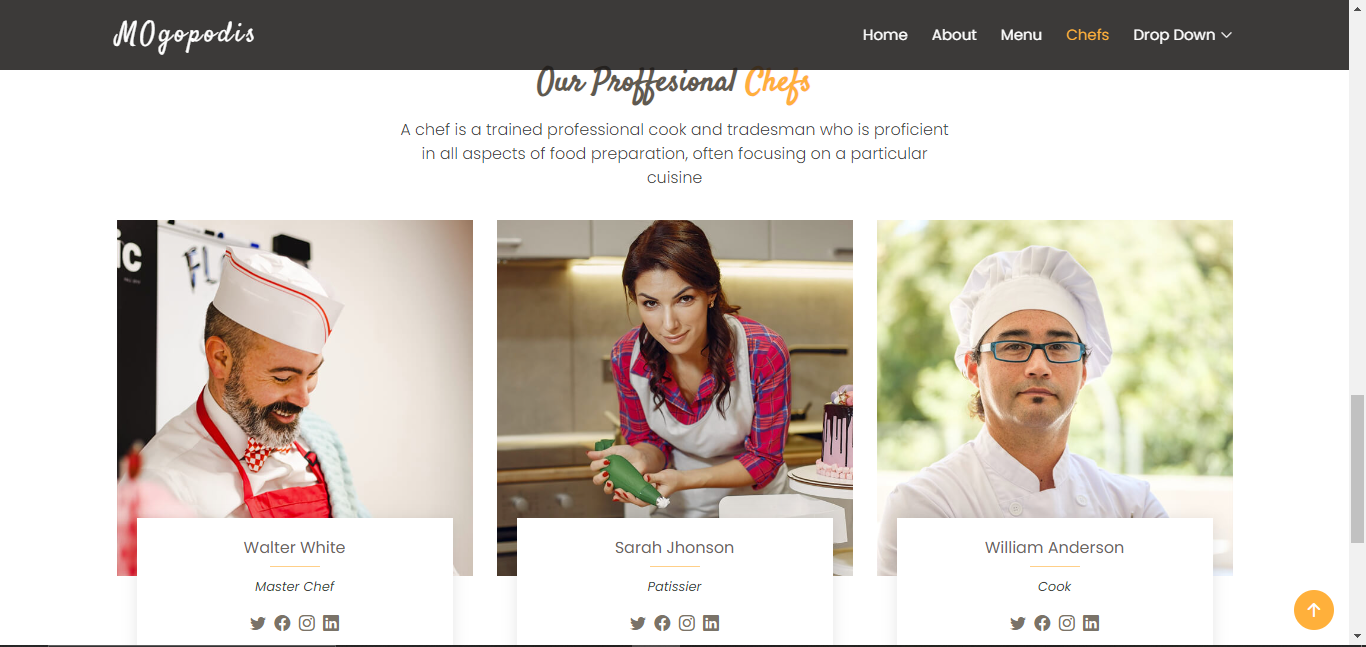 MOgopodis
Home About Menu Chefs Drop Down
Our Proffesional Chefs
A chef is a trained professional cook and tradesman who is proficient
in all aspects of food preparation, often focusing on a particular
cuisine
ic
FL
Walter White
Master Chef
Sarah Jhonson
Patissier
William Anderson
Cook